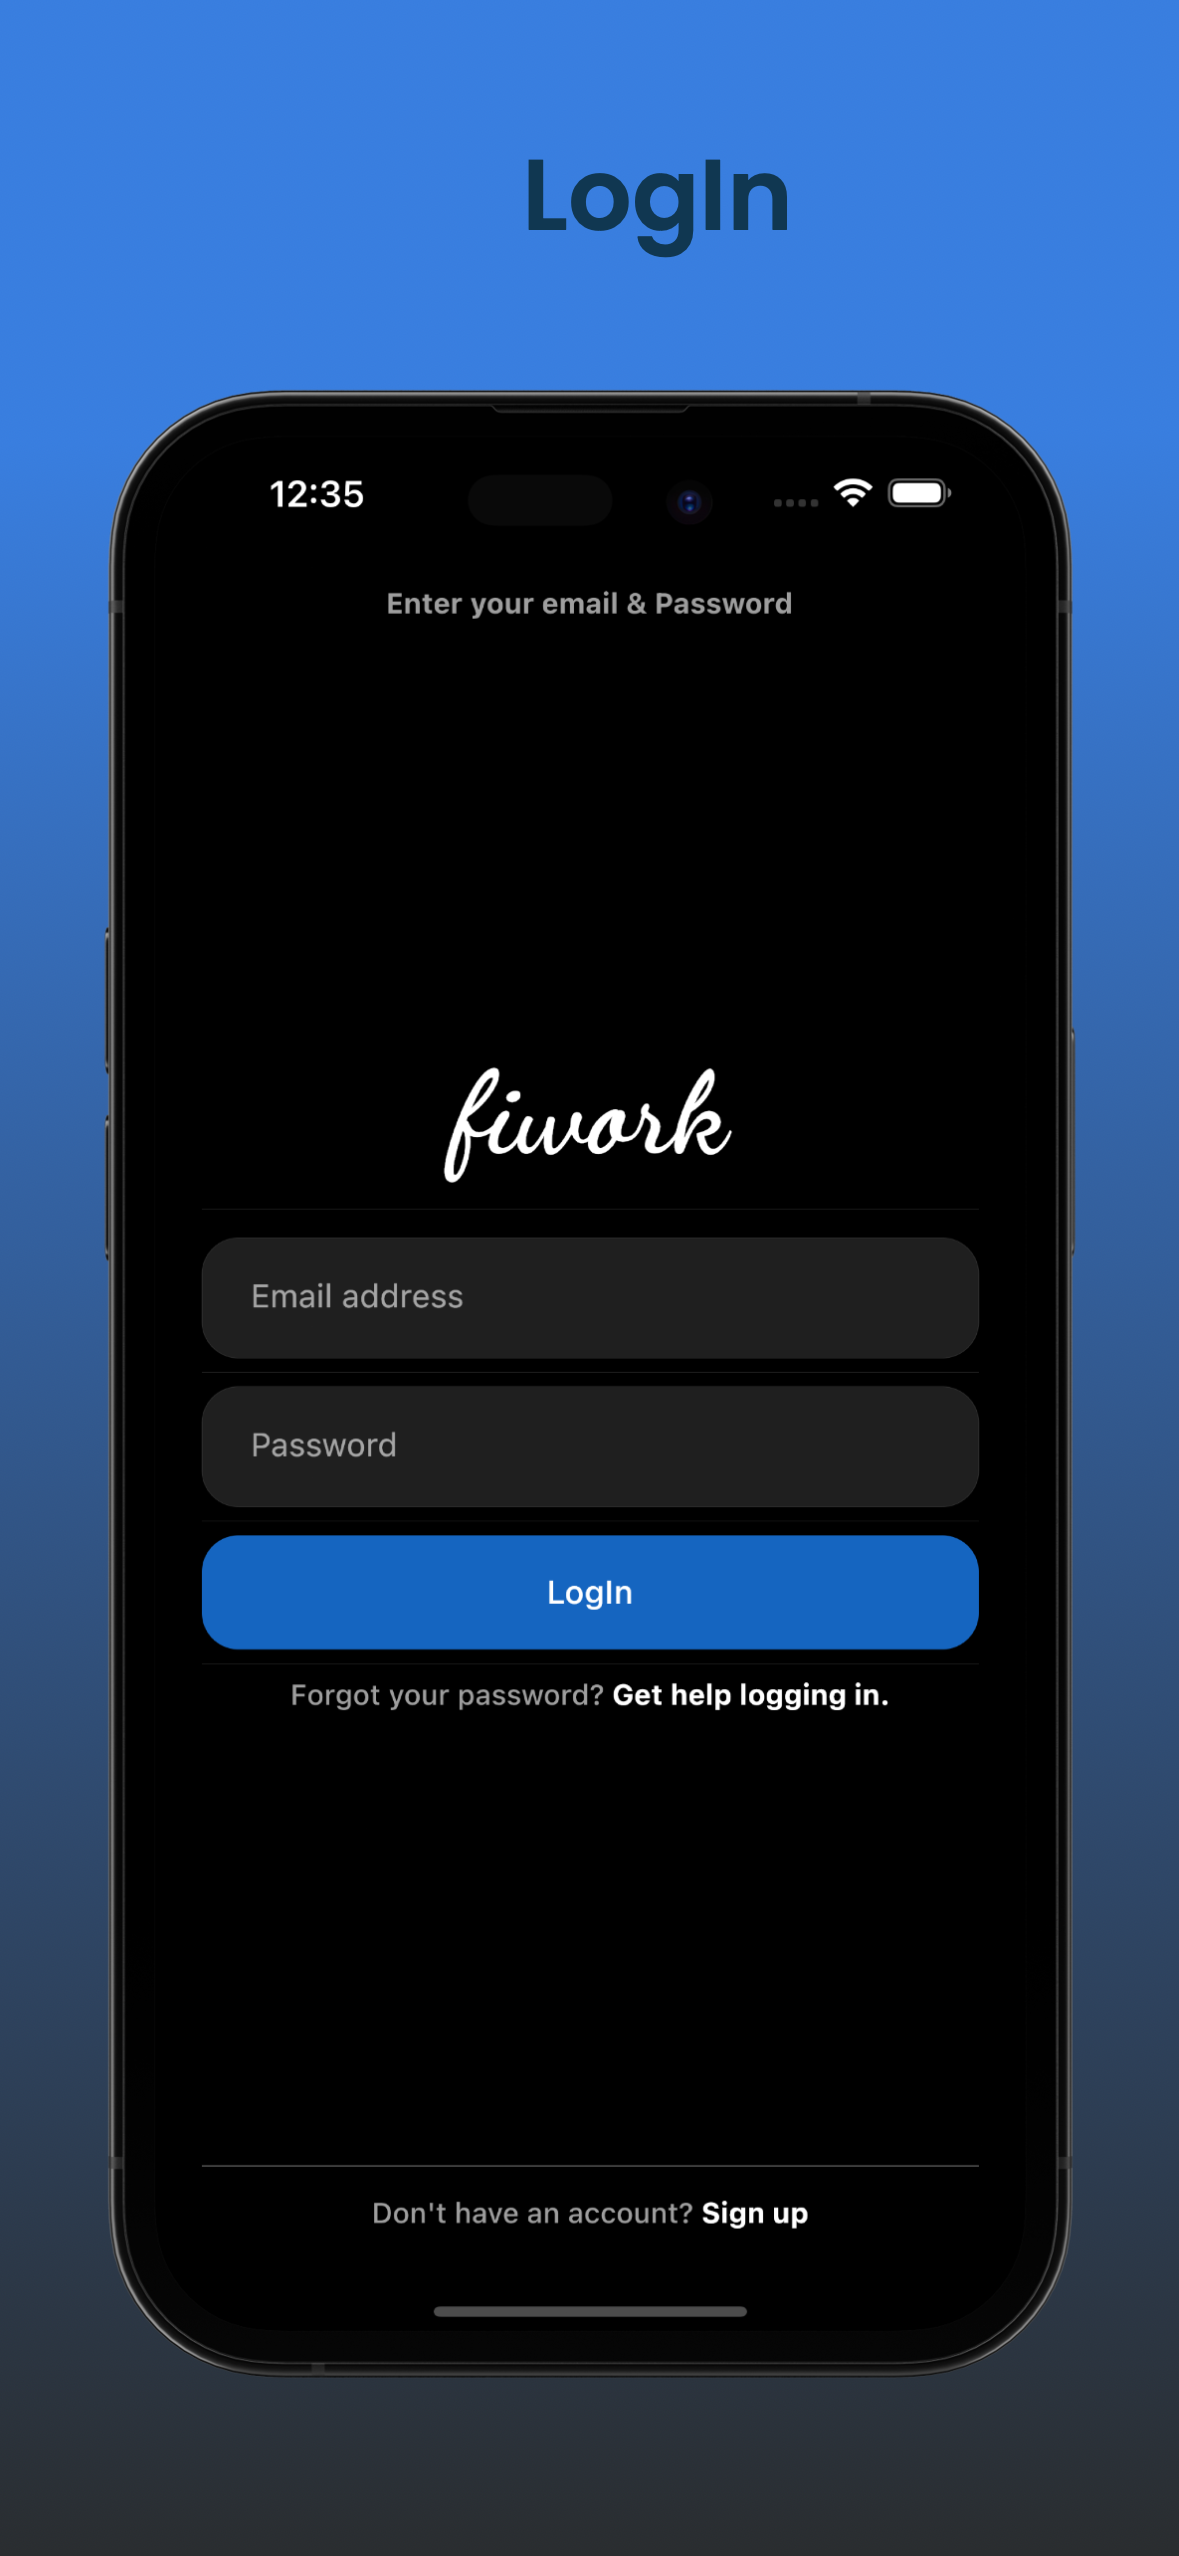 LogIn
12:35
Enter your email & Password
fiwork
Email address
Password
LogIn
Forgot your password? Get help logging in.
Don't have an account? Sign up